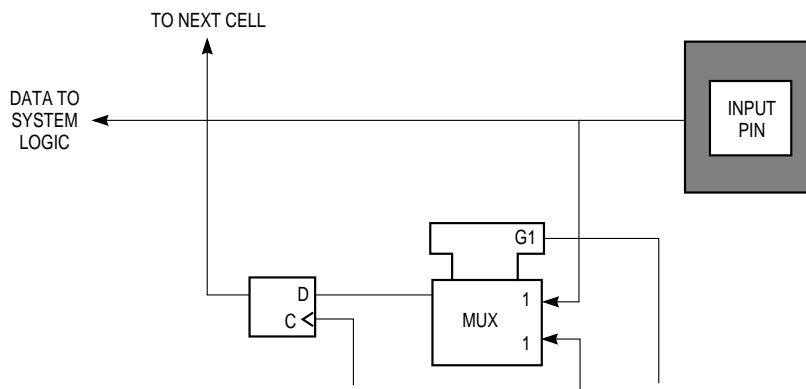 TO NEXT CELL
DATA TO
SYSTEM
LOGIC
INPUT
PIN
G1
D
C
MUX
1
1